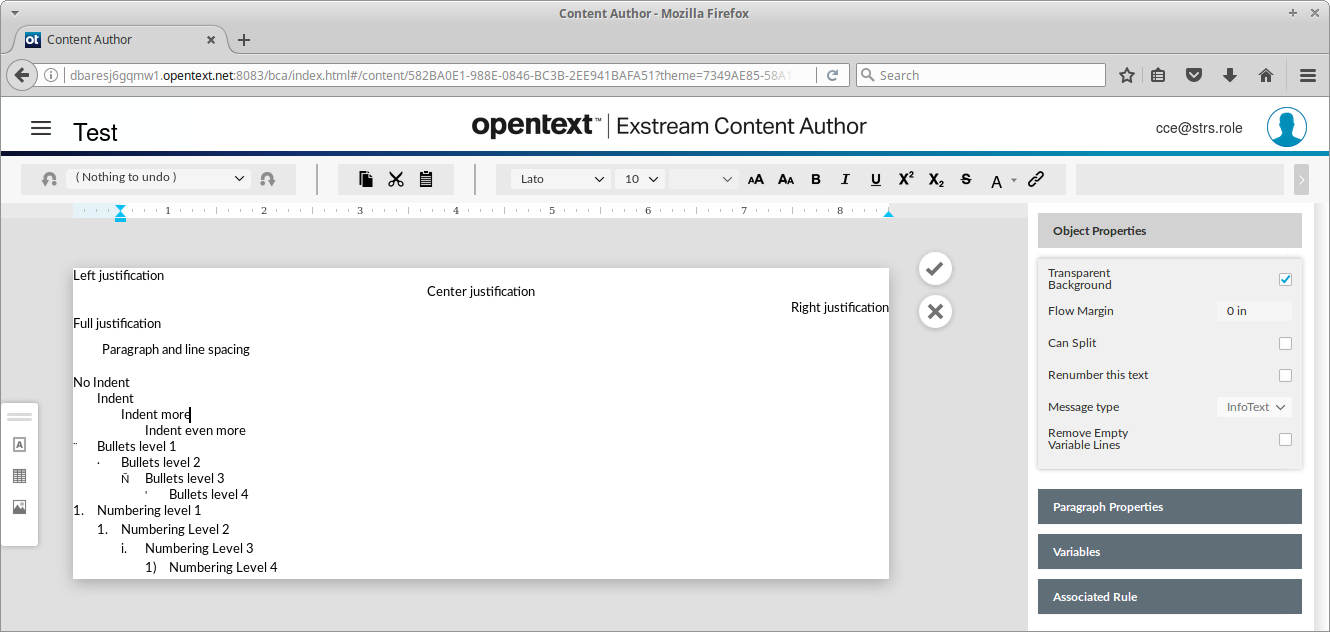 Content Author - Mozilla Firefox
ot Content Author
dbaresj6gqmw1.opentext.net:8083/bca/index.html#/content/582BA0E1-988E-0846-BC3B-2EE941BAFA51?theme=7349AE85-58A1
Search
Test
opentext™ | Exstream Content Author
cce@strs.role
( Nothing to undo )
Lato
10
AA AA B I U X² X₂ S A
1 2 3 4 5 6 7 8
Left justification
Center justification
Right justification
Full justification
Paragraph and line spacing
No Indent
Indent
Indent more
Indent even more
¨ Bullets level 1
· Bullets level 2
Ñ Bullets level 3
' Bullets level 4
1. Numbering level 1
1. Numbering Level 2
i. Numbering Level 3
1) Numbering Level 4
A
Object Properties
Transparent
Background
Flow Margin 0 in
Can Split
Renumber this text
Message type InfoText
Remove Empty
Variable Lines
Paragraph Properties
Variables
Associated Rule